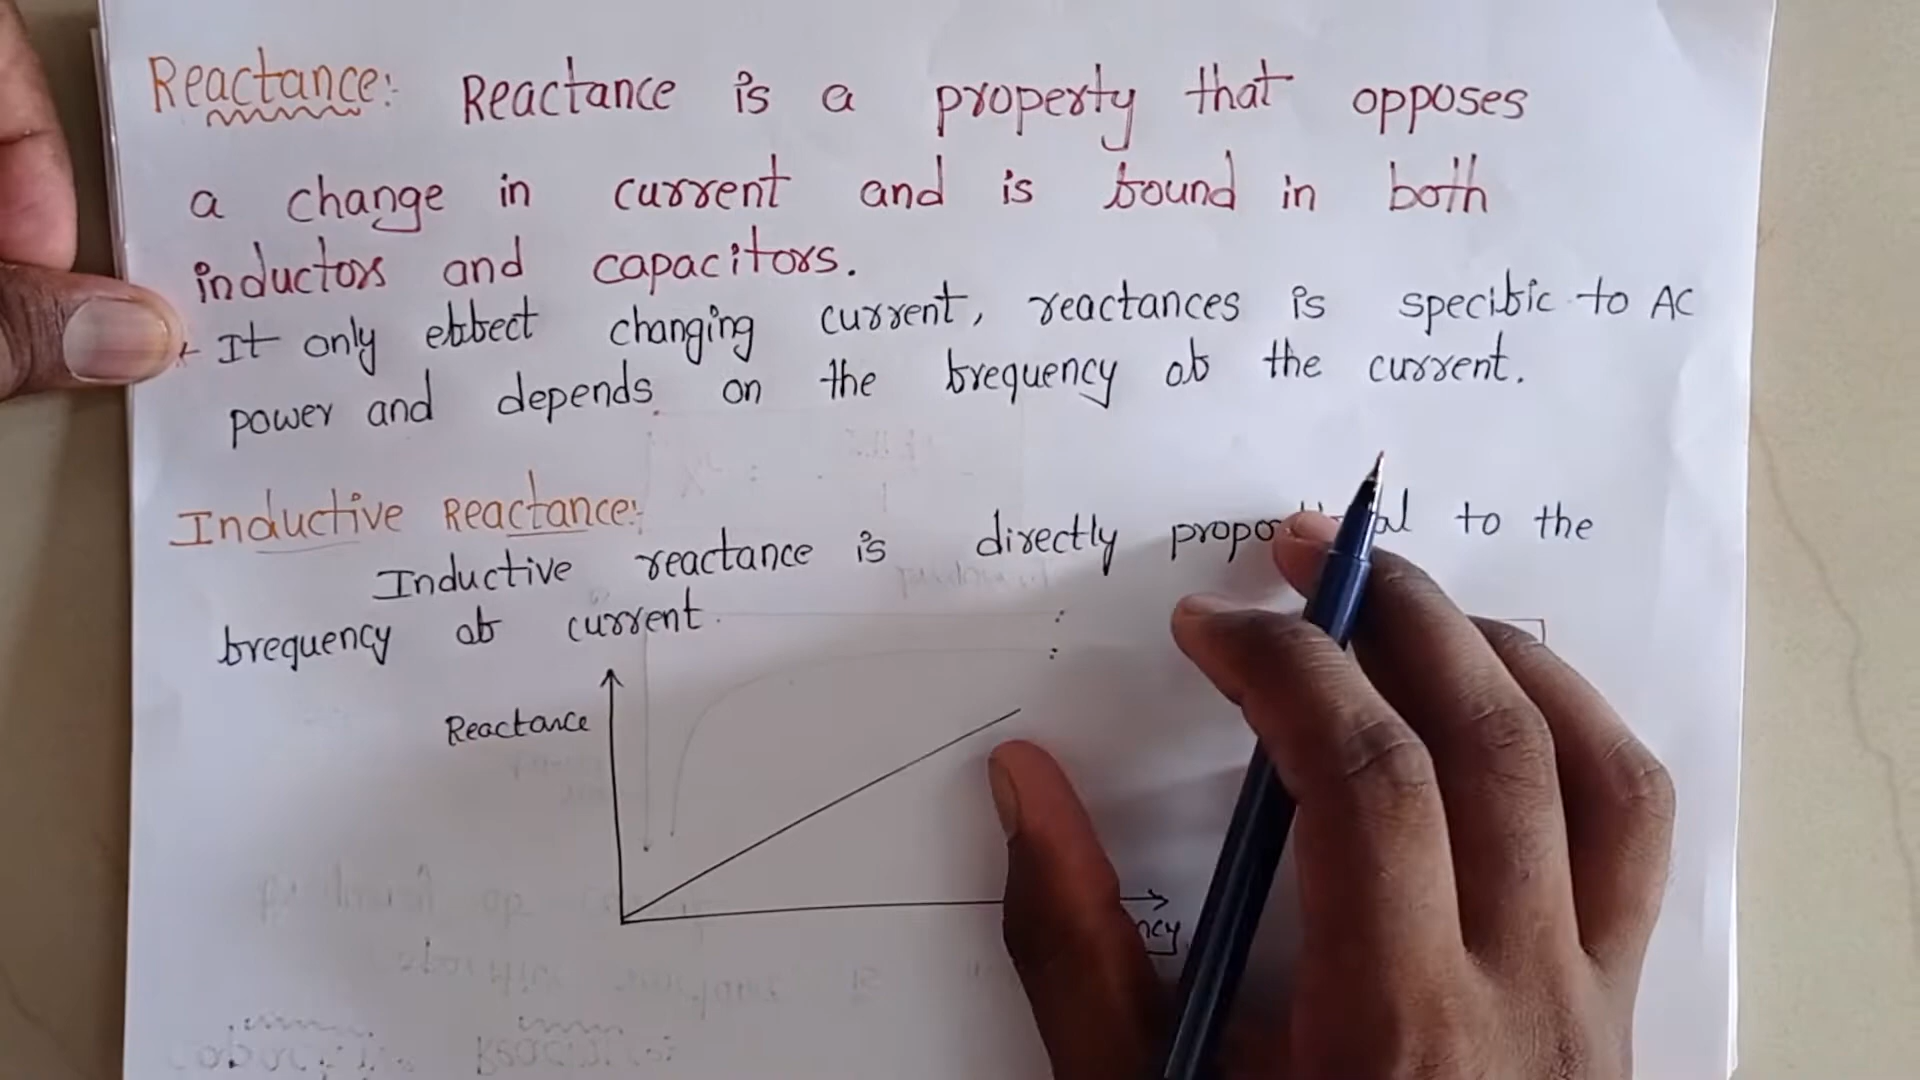 Reactance: Reactance is a property that opposes
a change in current and is found in both
inductors and capacitors.
It only effect changing current, reactances is specific to AC
power and depends on the frequency of the current.
Inductive Reactance:
Inductive reactance is directly to the
frequency of current.
Reactance